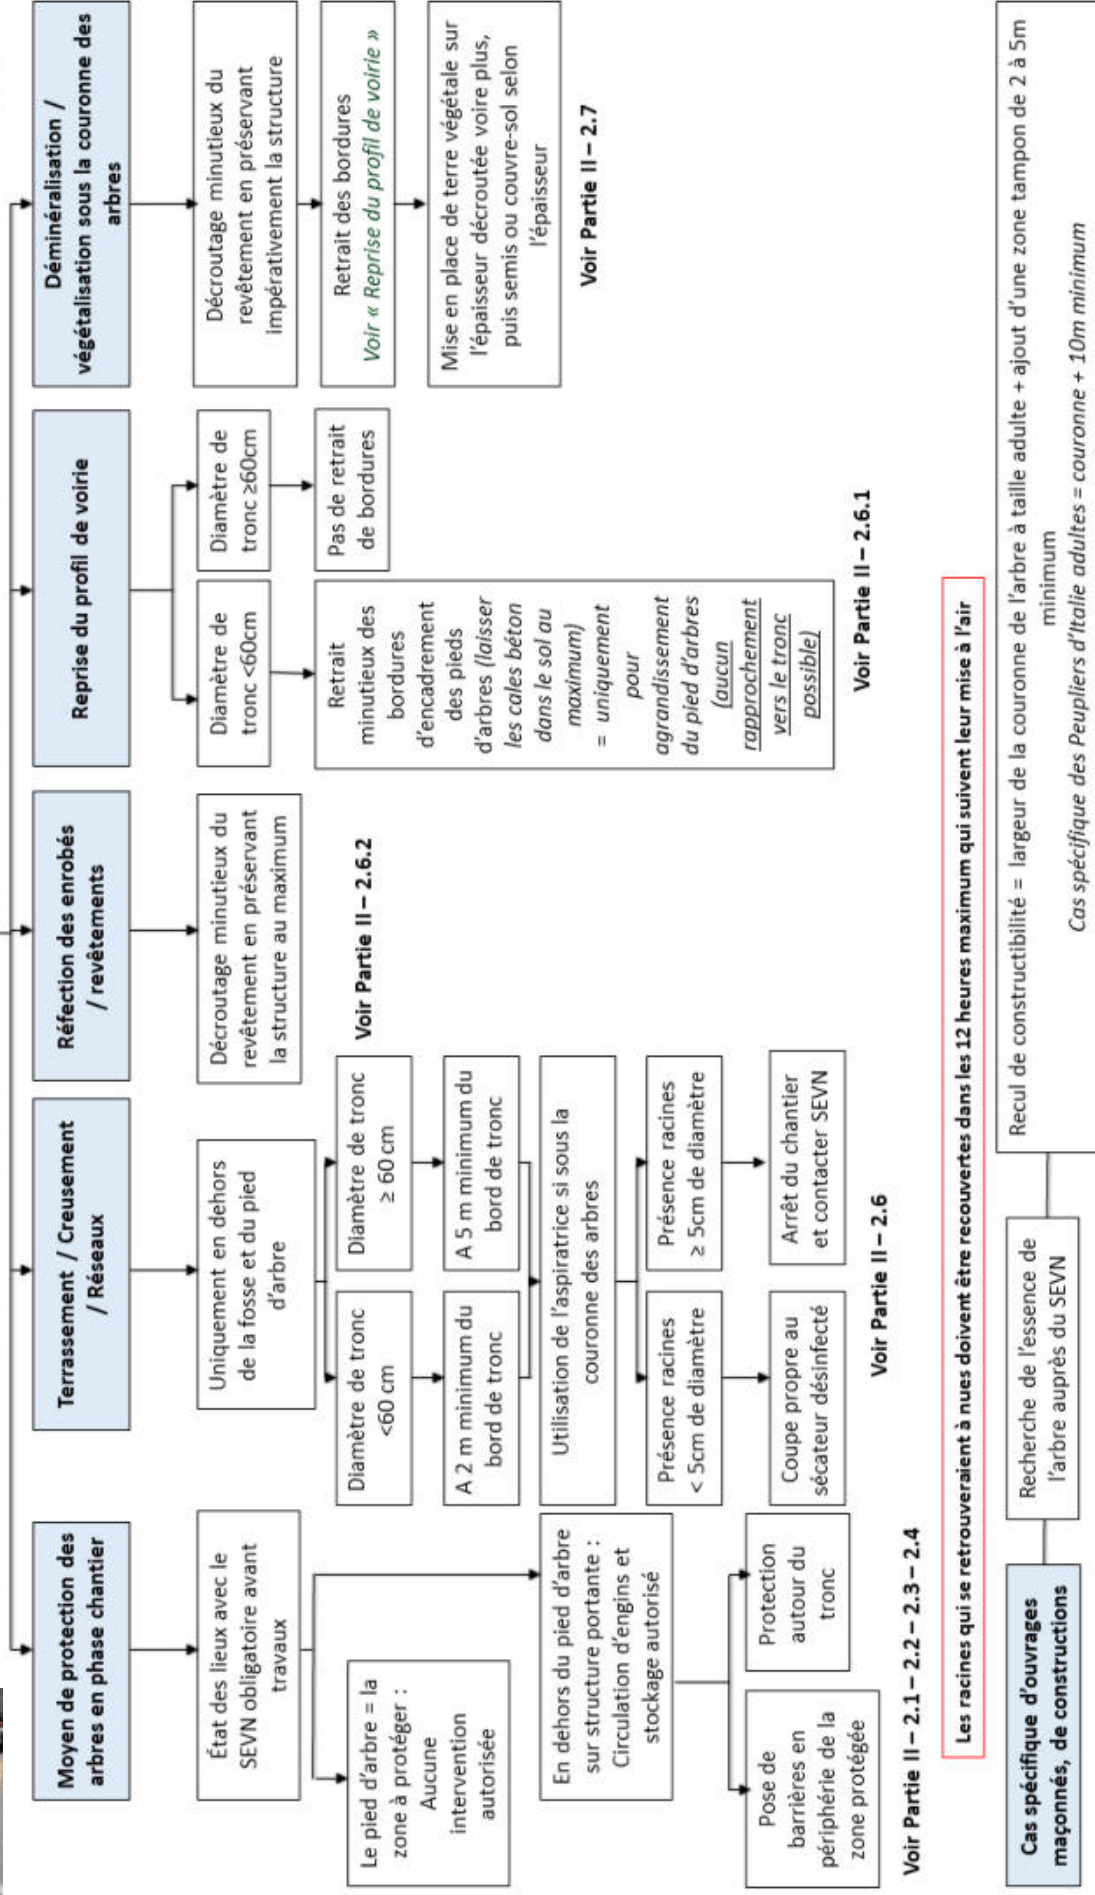 Moyen de protection des
arbres en phase chantier
État des lieux avec le
SEVN obligatoire avant
travaux
Le pied d'arbre = la
zone à protéger :
Aucune
intervention
autorisée
En dehors du pied d'arbre
sur structure portante :
Circulation d'engins et
stockage autorisé
Pose de
barrières en
périphérie de la
zone protégée
Protection
autour du
tronc
Voir Partie II – 2.1 – 2.2 – 2.3 – 2.4
Terrassement / Creusement
/ Réseaux
Uniquement en dehors
de la fosse et du pied
d'arbre
Diamètre de tronc
<60 cm
Diamètre de tronc
≥ 60 cm
A 2 m minimum du
bord de tronc
A 5 m minimum du
bord de tronc
Utilisation de l'aspiratrice si sous la
couronne des arbres
Présence racines
< 5cm de diamètre
Présence racines
≥ 5cm de diamètre
Coupe propre au
sécateur désinfecté
Arrêt du chantier
et contacter SEVN
Voir Partie II – 2.6
Réfection des enrobés
/ revêtements
Décroutage minutieux du
revêtement en préservant
la structure au maximum
Voir Partie II – 2.6.2
Reprise du profil de voirie
Diamètre de
tronc <60cm
Diamètre de
tronc ≥60cm
Retrait
minutieux des
bordures
d'encadrement
des pieds
d'arbres (laisser
les cales béton
dans le sol au
maximum)
= uniquement
pour
agrandissement
du pied d'arbres
(aucun
rapprochement
vers le tronc
possible)
Pas de retrait
de bordures
Voir Partie II – 2.6.1
Déminéralisation /
végétalisation sous la couronne des
arbres
Décroutage minutieux du
revêtement en préservant
impérativement la structure
Retrait des bordures
Voir « Reprise du profil de voirie »
Mise en place de terre végétale sur
l'épaisseur décroutée voire plus,
puis semis ou couvre-sol selon
l'épaisseur
Voir Partie II – 2.7
Les racines qui se retrouveraient à nues doivent être recouvertes dans les 12 heures maximum qui suivent leur mise à l'air
Cas spécifique d'ouvrages
maçonnés, de constructions
Recherche de l'essence de
l'arbre auprès du SEVN
Recul de constructibilité = largeur de la couronne de l'arbre à taille adulte + ajout d'une zone tampon de 2 à 5m
minimum
Cas spécifique des Peupliers d'Italie adultes = couronne + 10m minimum